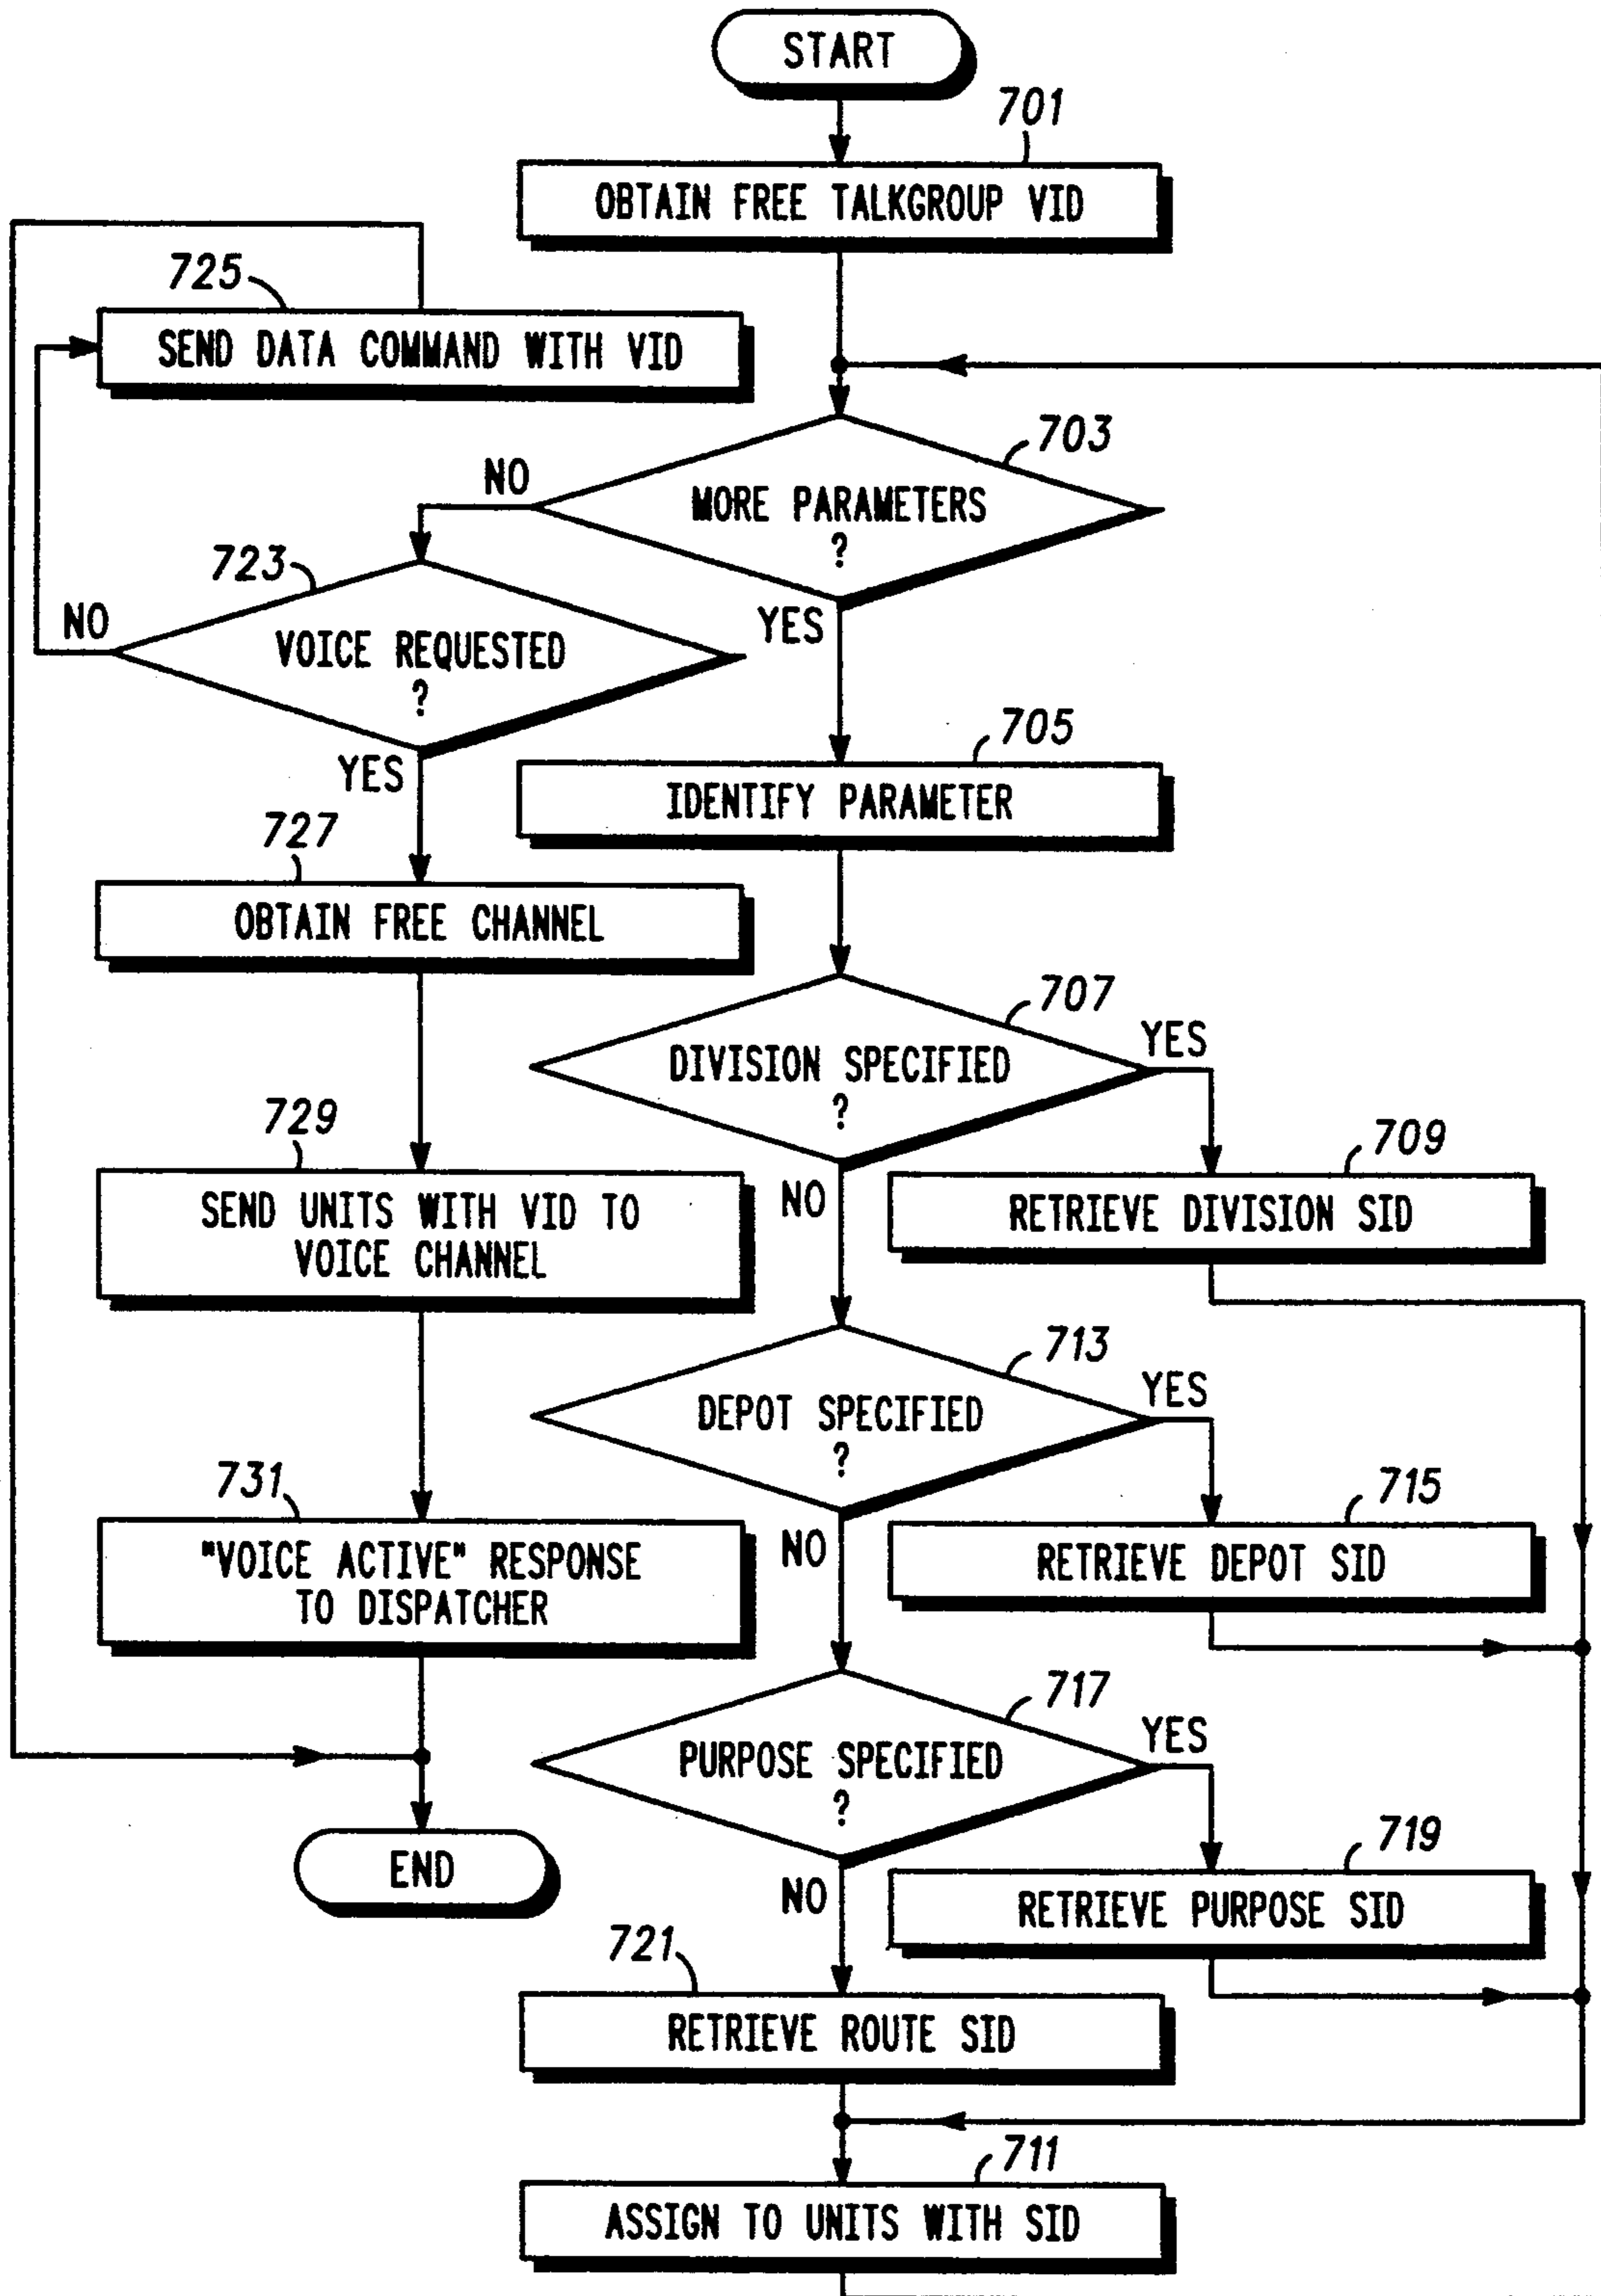 START
701
OBTAIN FREE TALKGROUP VID
725
SEND DATA COMMAND WITH VID
703
NO
MORE PARAMETERS
?
YES
723
NO
VOICE REQUESTED
?
YES
705
IDENTIFY PARAMETER
727
OBTAIN FREE CHANNEL
707
DIVISION SPECIFIED
?
YES
NO
709
RETRIEVE DIVISION SID
729
SEND UNITS WITH VID TO
VOICE CHANNEL
713
DEPOT SPECIFIED
?
YES
NO
715
RETRIEVE DEPOT SID
731
"VOICE ACTIVE" RESPONSE
TO DISPATCHER
717
PURPOSE SPECIFIED
?
YES
NO
719
RETRIEVE PURPOSE SID
END
721
RETRIEVE ROUTE SID
711
ASSIGN TO UNITS WITH SID